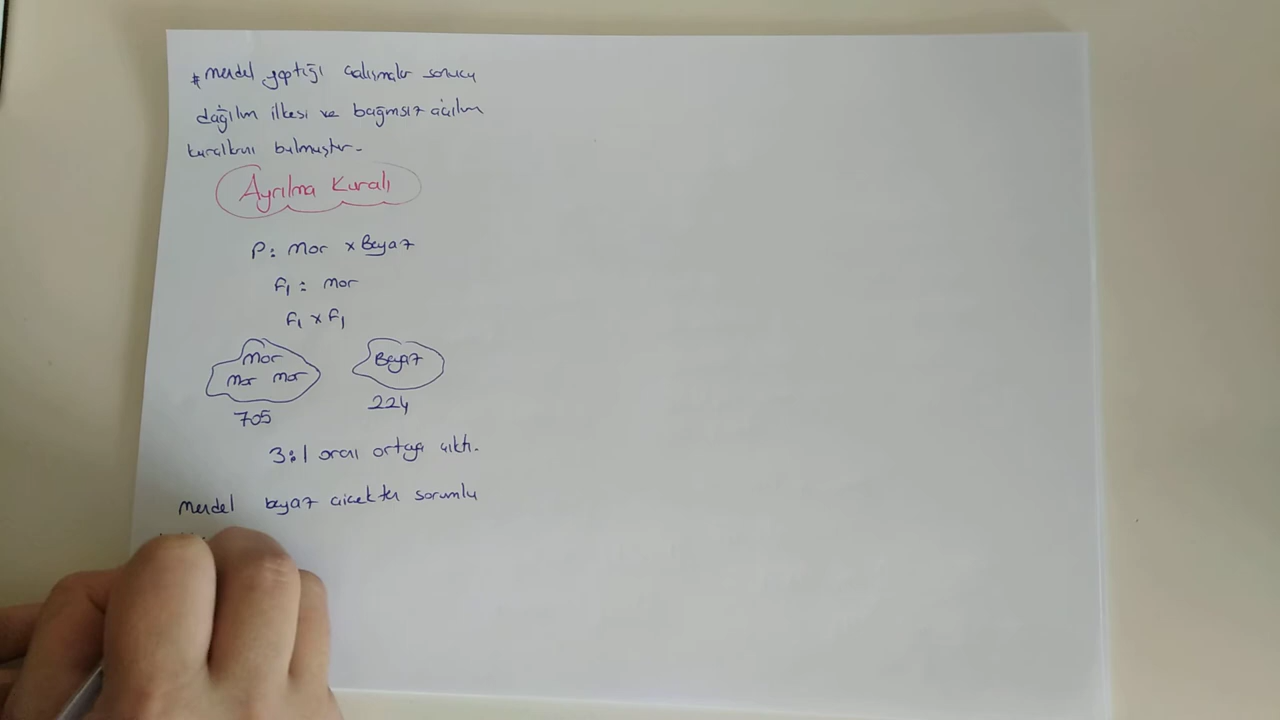 * Mendel yaptığı çalışmalar sonucu
dağılım ilkesi ve bağımsız açılım
kurallarını bulmuştur.
Ayrılma Kuralı
P: Mor x Beyaz
F1 : Mor
F1 x F1
Mor
Mor Mor
Beyaz
705
224
3:1 oranı ortaya çıktı.
Mendel beyaz çiçekten sorumlu